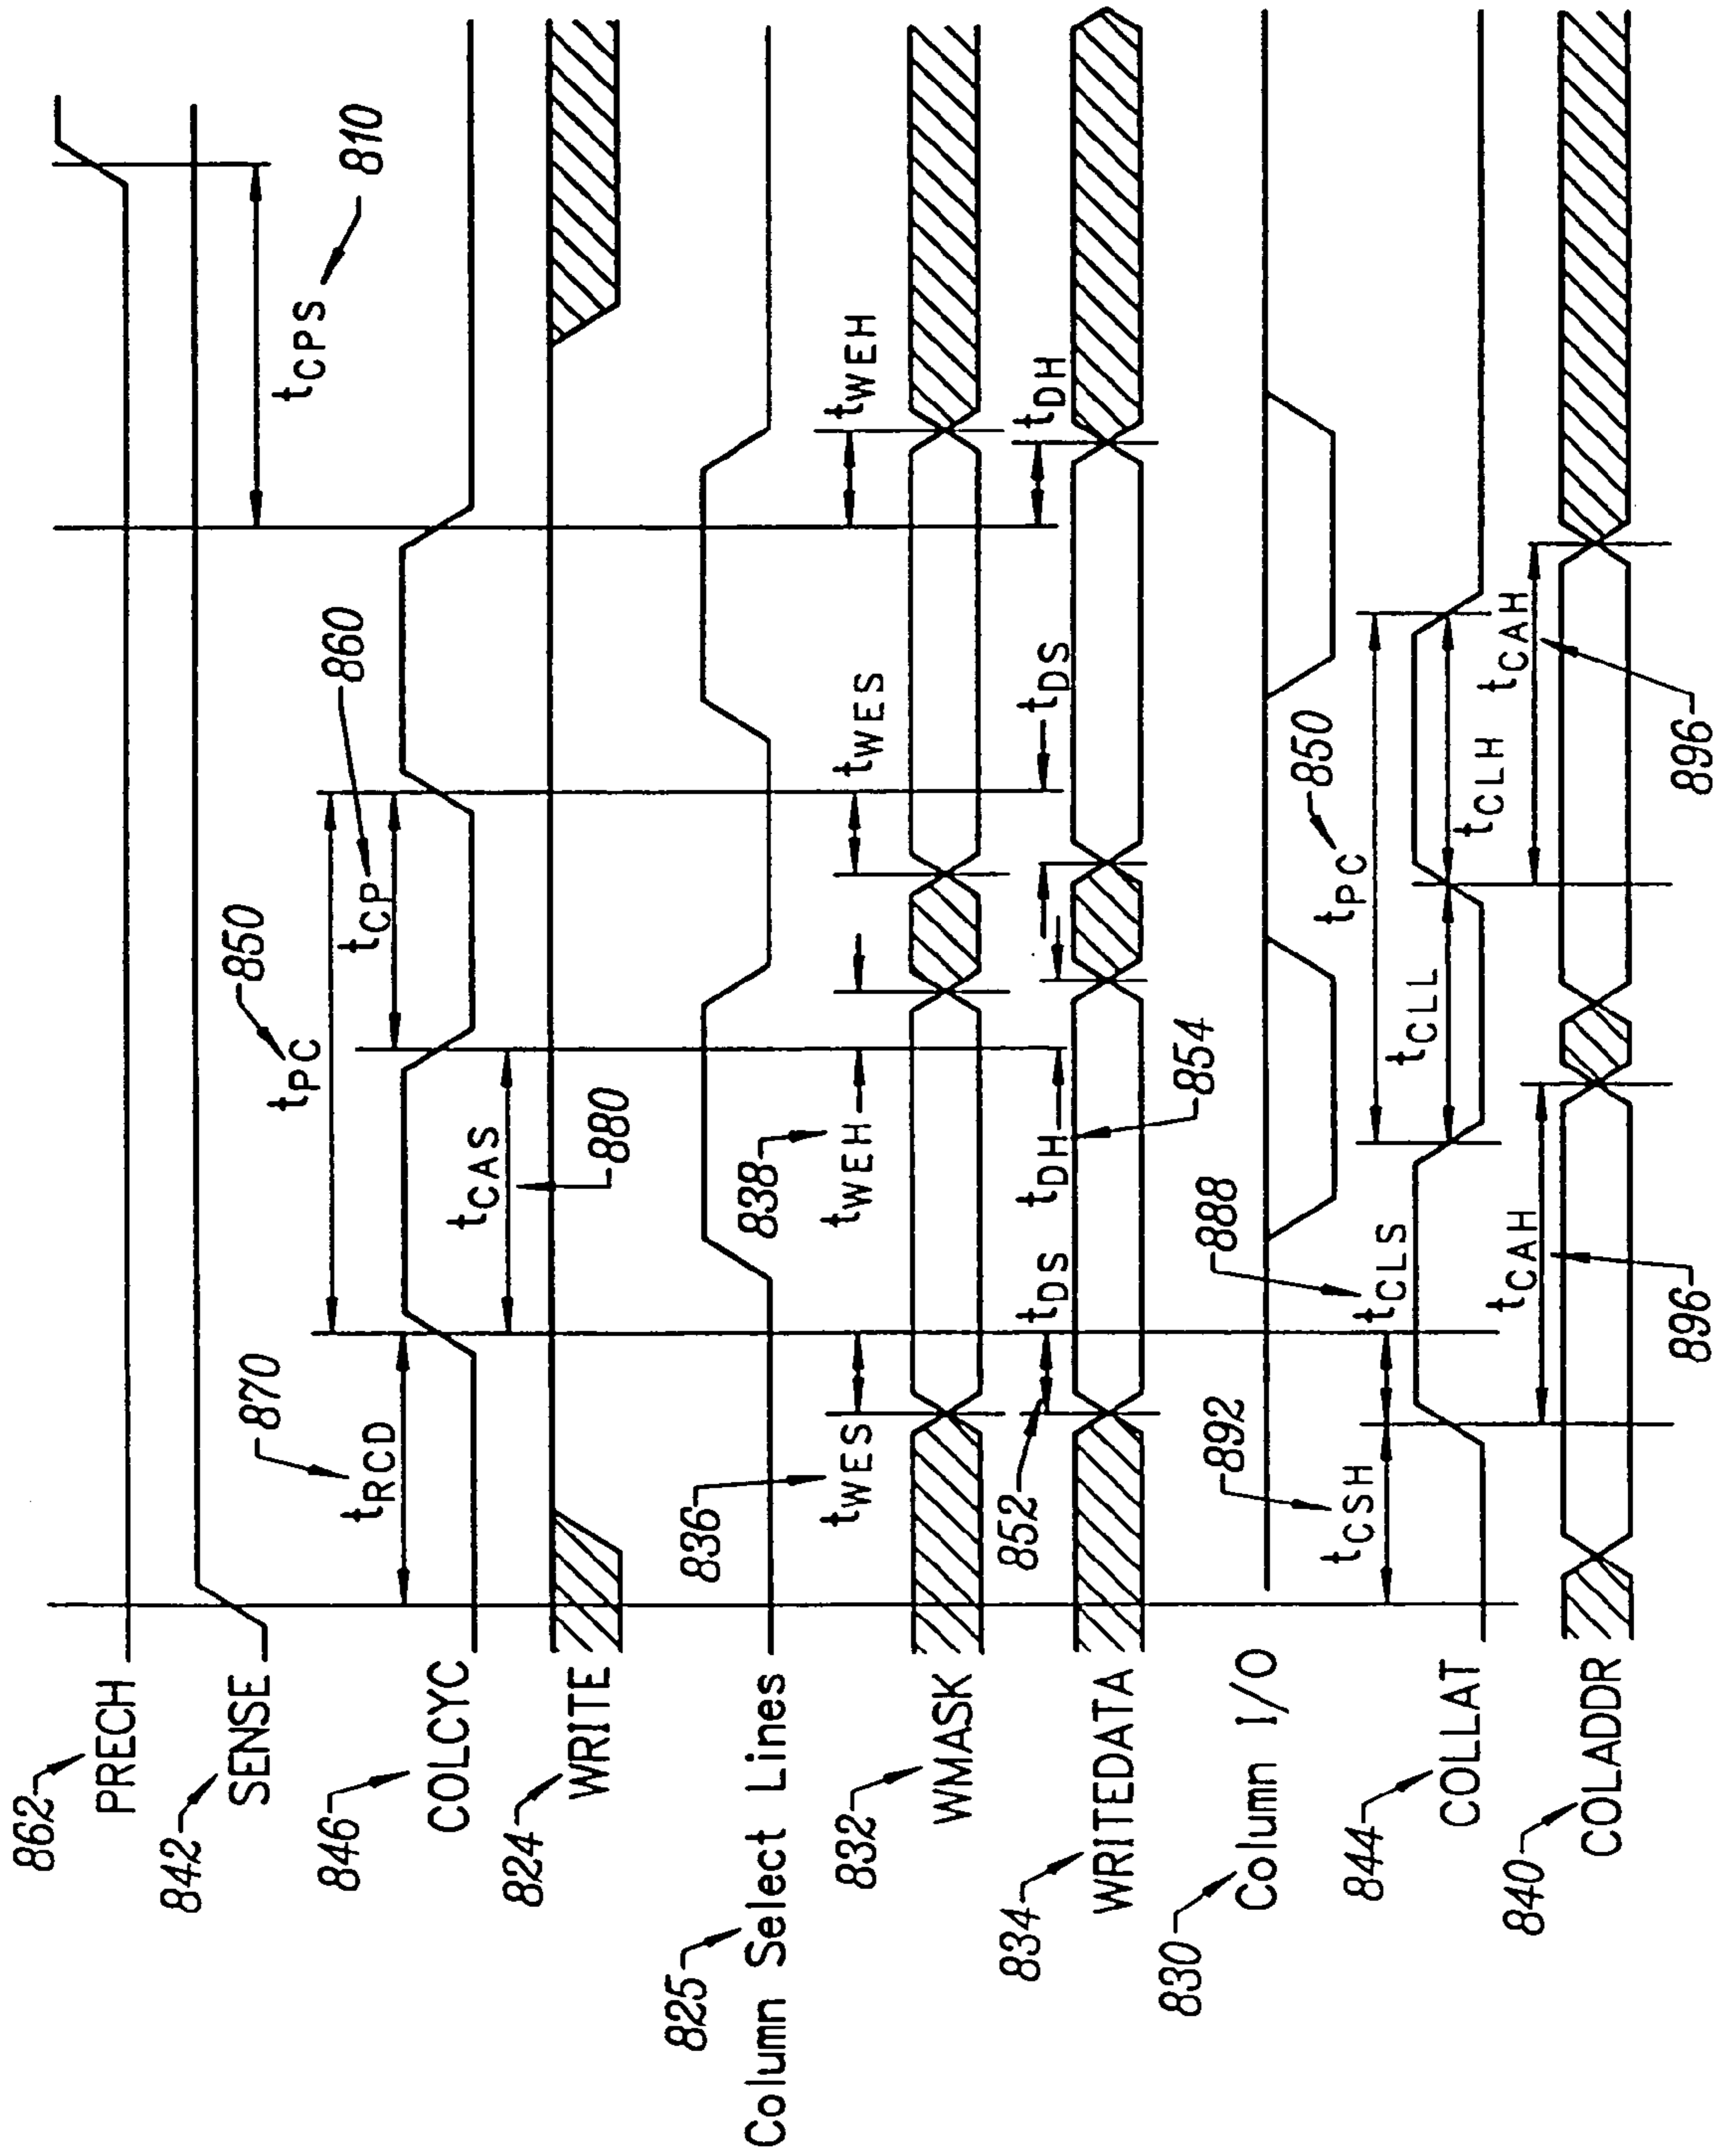 862
PRECH
842
SENSE
846
COLCYC
824
WRITE
825
Column Select Lines
832
WMASK
834
WRITEDATA
830
Column I/O
844
COLLAT
840
COLADDR
tCPS
810
870
tRCD
850
tPC
tCP
860
tCAS
880
836
tWES
838
tWEH
tWES
tWEH
852
tDS
tDH
854
tDS
tDH
892
tCSH
888
tCLS
tCLL
tPC
850
tCLH
tCAH
896
tCAH
896